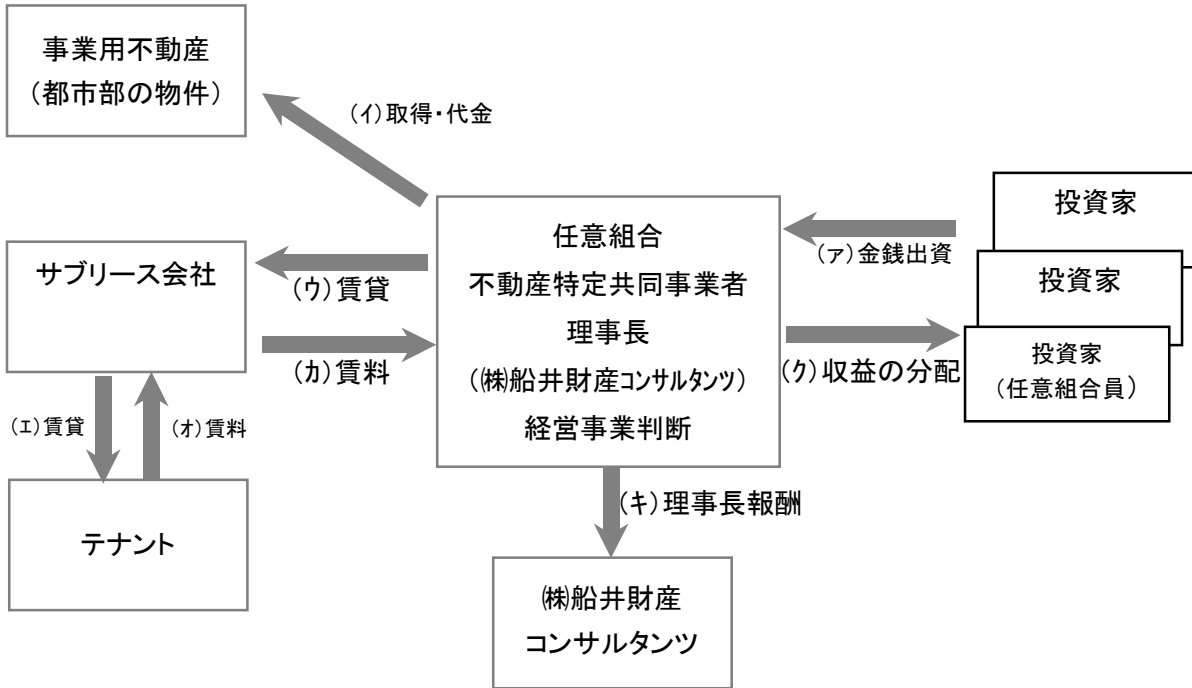 事業用不動産
（都市部の物件）
（イ）取得・代金
投資家
（ァ）金銭出資
投資家
投資家
（任意組合員）
任意組合
不動産特定共同事業者
理事長
（㈱船井財産コンサルタンツ）
経営事業判断
サブリース会社
（ウ）賃貸
（カ）賃料
（ク）収益の分配
（エ）賃貸
（オ）賃料
テナント
（キ）理事長報酬
㈱船井財産
コンサルタンツ